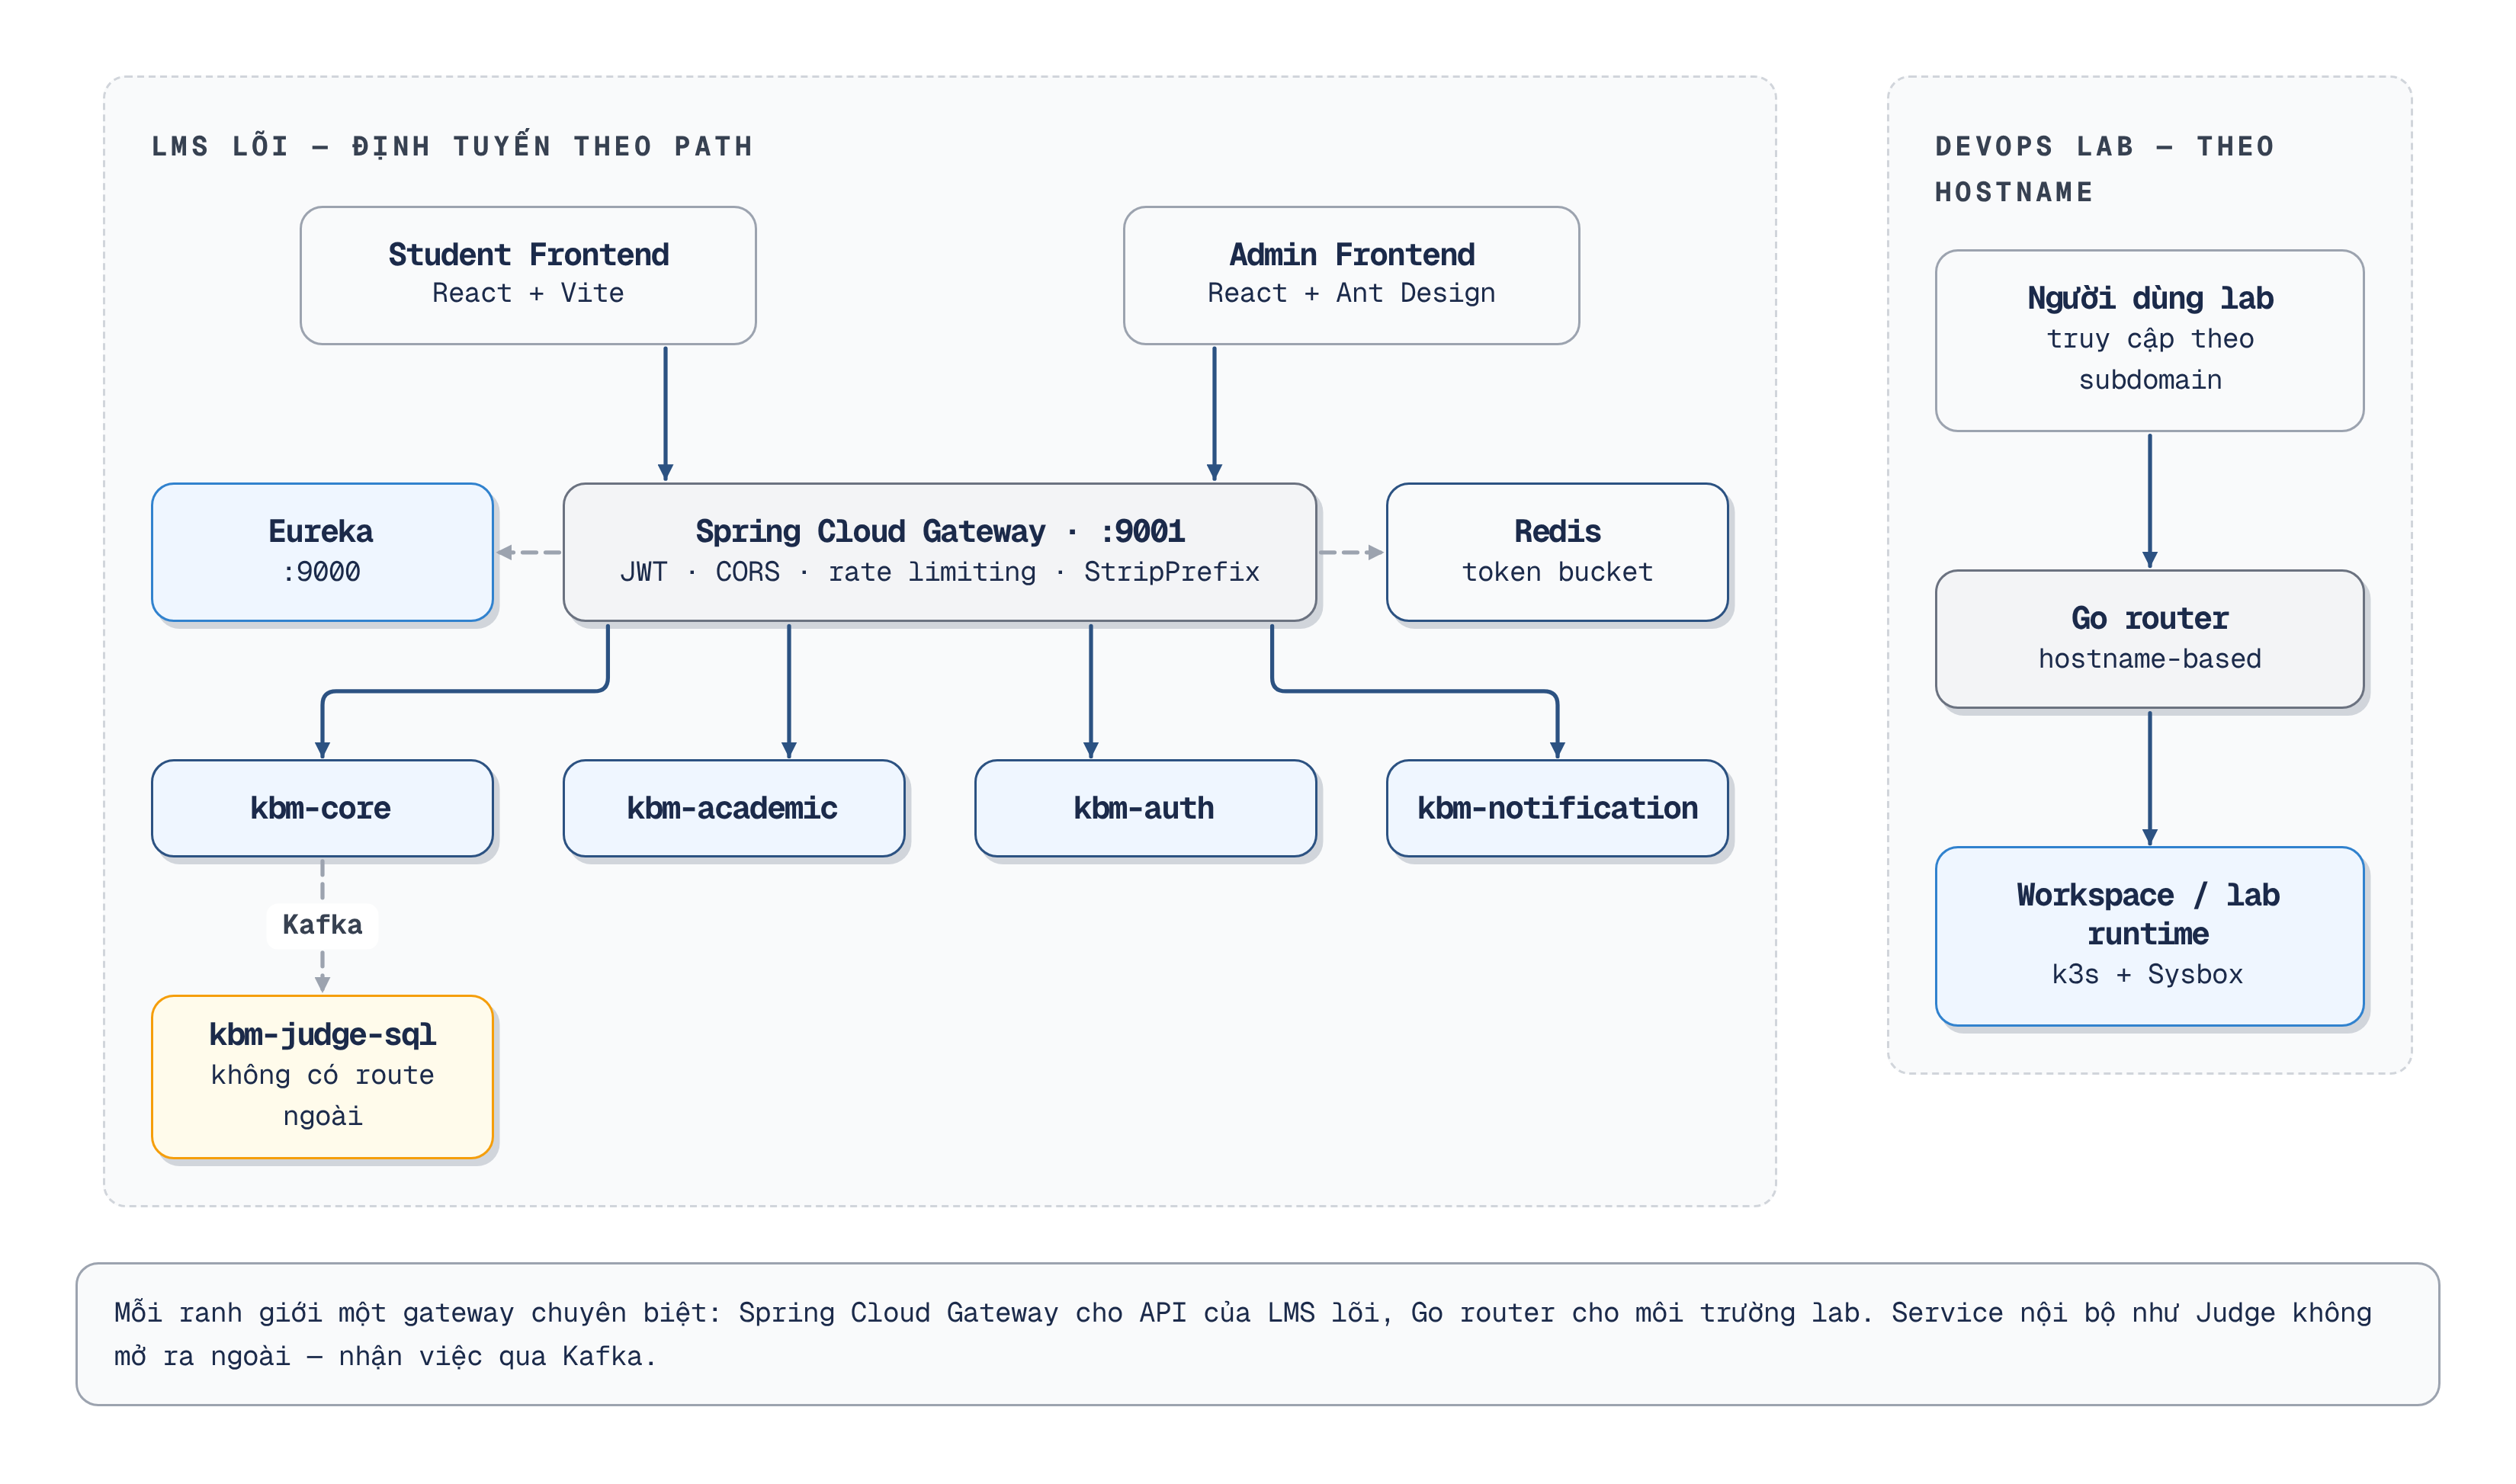 LMS LÕI — ĐỊNH TUYẾN THEO PATH
Student Frontend
React + Vite
Admin Frontend
React + Ant Design
Eureka
:9000
Spring Cloud Gateway · :9001
JWT · CORS · rate limiting · StripPrefix
Redis
token bucket
kbm-core
kbm-academic
kbm-auth
kbm-notification
Kafka
kbm-judge-sql
không có route
ngoài
DEVOPS LAB — THEO
HOSTNAME
Người dùng lab
truy cập theo
subdomain
Go router
hostname-based
Workspace / lab
runtime
k3s + Sysbox
Mỗi ranh giới một gateway chuyên biệt: Spring Cloud Gateway cho API của LMS lõi, Go router cho môi trường lab. Service nội bộ như Judge không
mở ra ngoài — nhận việc qua Kafka.